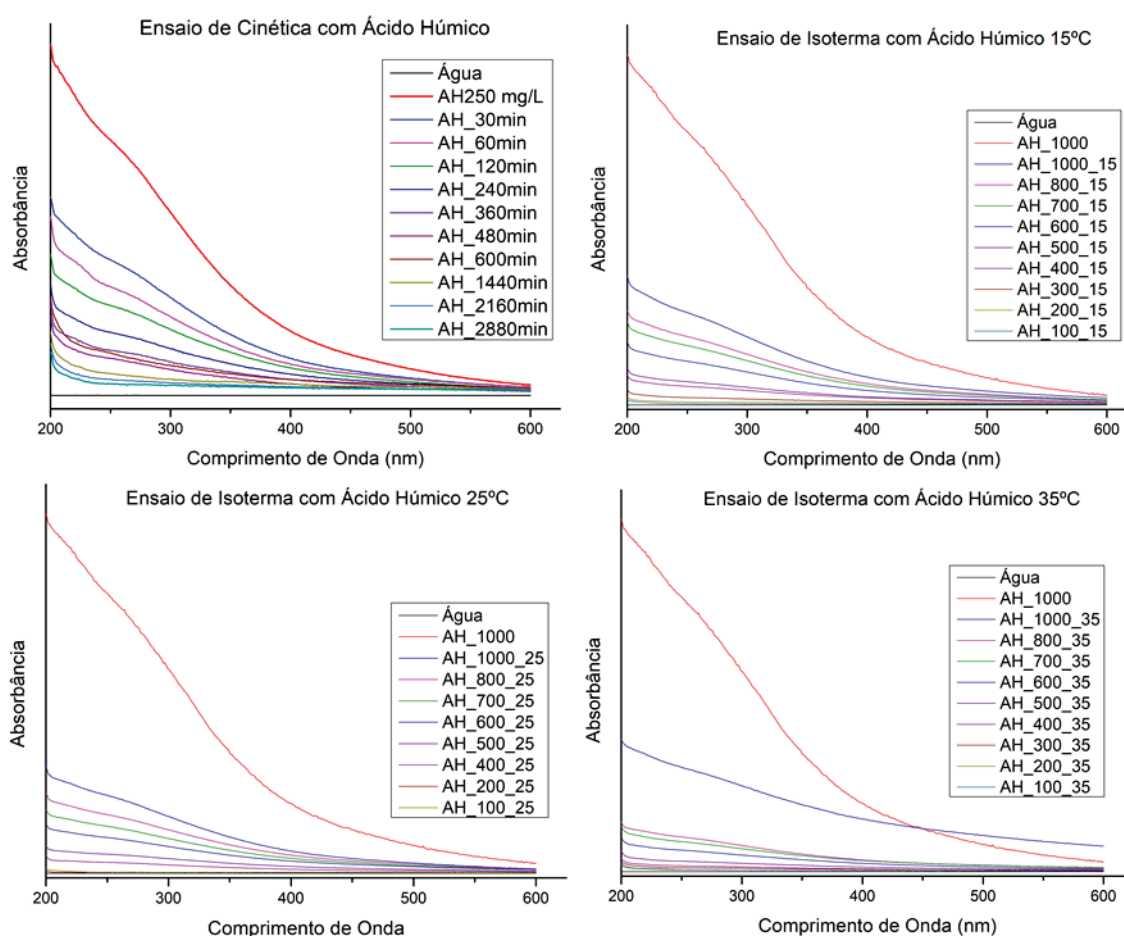 Ensaio de Cinética com Ácido Húmico
Absorbância
Água
AH250 mg/L
AH_30min
AH_60min
AH_120min
AH_240min
AH_360min
AH_480min
AH_600min
AH_1440min
AH_2160min
AH_2880min
200 300 400 500 600
Comprimento de Onda (nm)
Ensaio de Isoterma com Ácido Húmico 15ºC
Absorbância
Água
AH_1000
AH_1000_15
AH_800_15
AH_700_15
AH_600_15
AH_500_15
AH_400_15
AH_300_15
AH_200_15
AH_100_15
200 300 400 500 600
Comprimento de Onda (nm)
Ensaio de Isoterma com Ácido Húmico 25ºC
Absorbância
Água
AH_1000
AH_1000_25
AH_800_25
AH_700_25
AH_600_25
AH_500_25
AH_400_25
AH_200_25
AH_100_25
200 300 400 500 600
Comprimento de Onda
Ensaio de Isoterma com Ácido Húmico 35ºC
Absorbância
Água
AH_1000
AH_1000_35
AH_800_35
AH_700_35
AH_600_35
AH_500_35
AH_400_35
AH_300_35
AH_200_35
AH_100_35
200 300 400 500 600
Comprimento de Onda (nm)